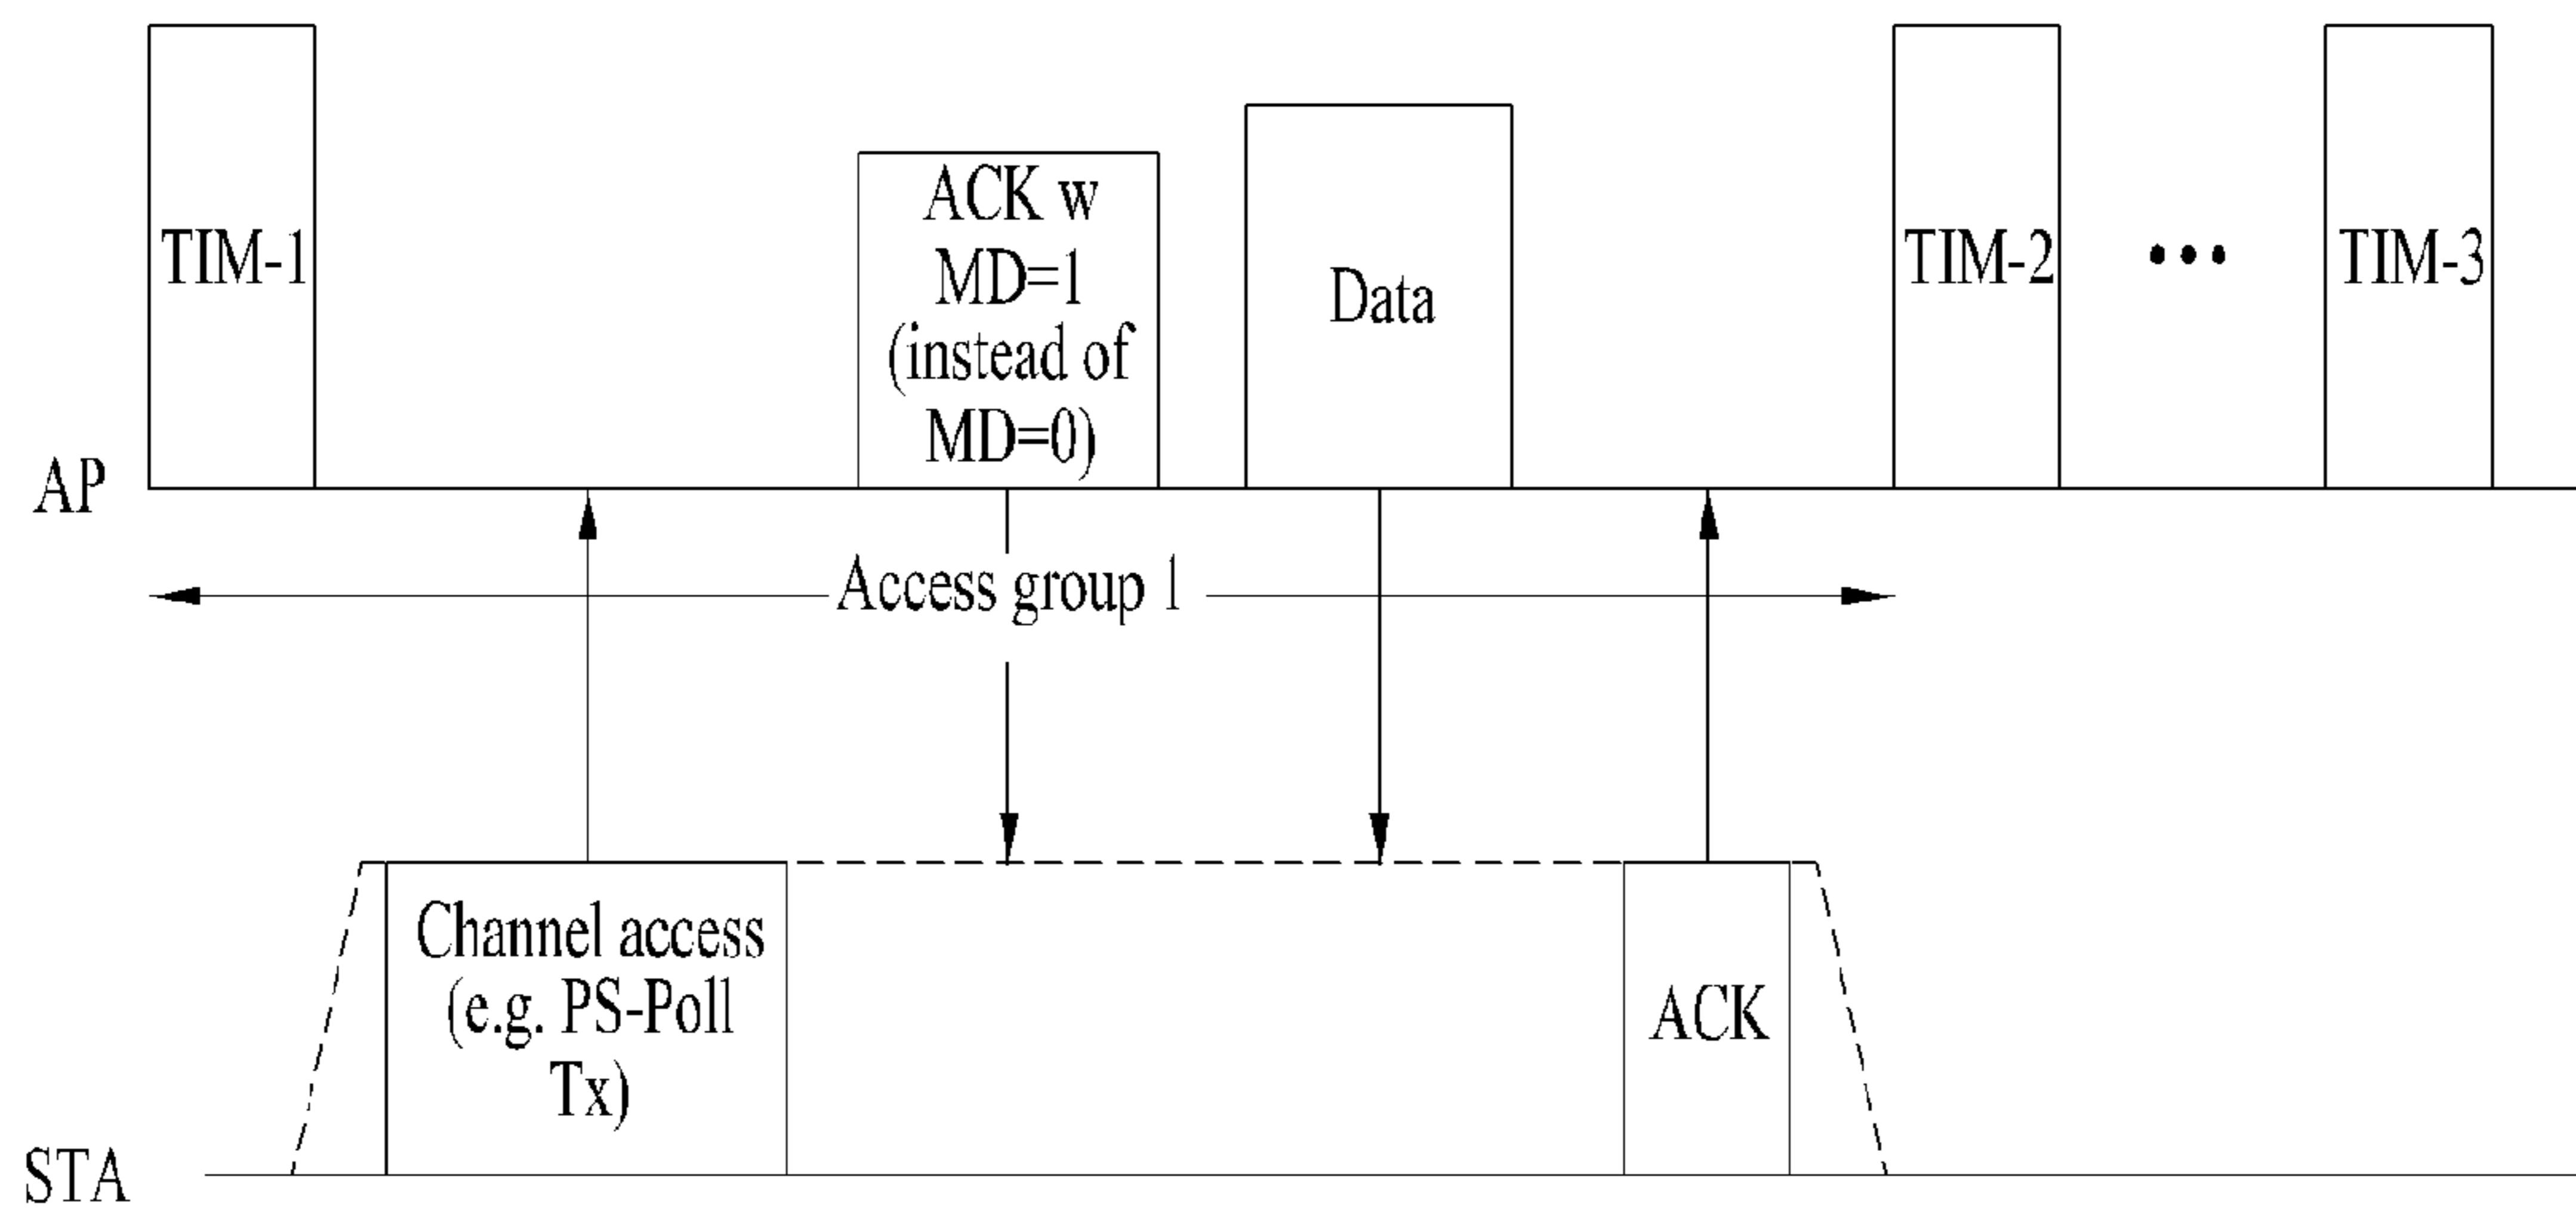 TIM-1
ACK w
MD=1
(instead of
MD=0)
Data
TIM-2
•••
TIM-3
AP
Access group 1
Channel access
(e.g. PS-Poll
Tx)
ACK
STA